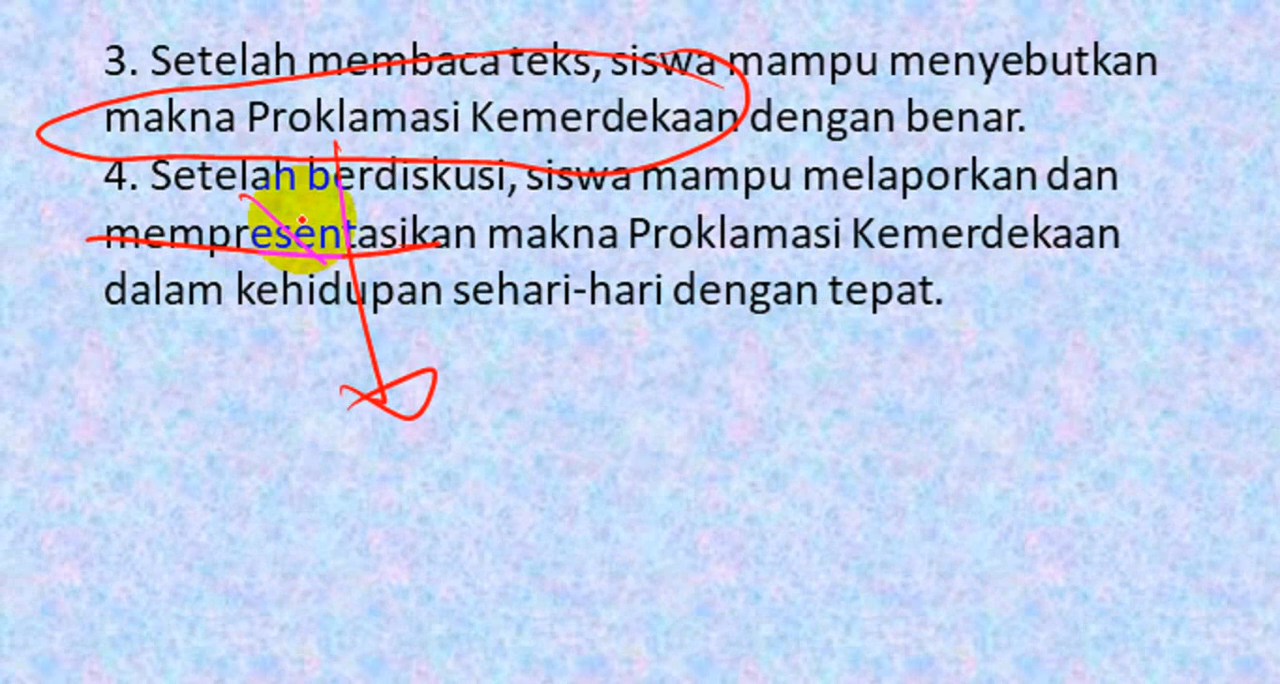 3. Setelah membaca teks, siswa mampu menyebutkan
makna Proklamasi Kemerdekaan dengan benar.
4. Setelah berdiskusi, siswa mampu melaporkan dan
mempresentasikan makna Proklamasi Kemerdekaan
dalam kehidupan sehari-hari dengan tepat.